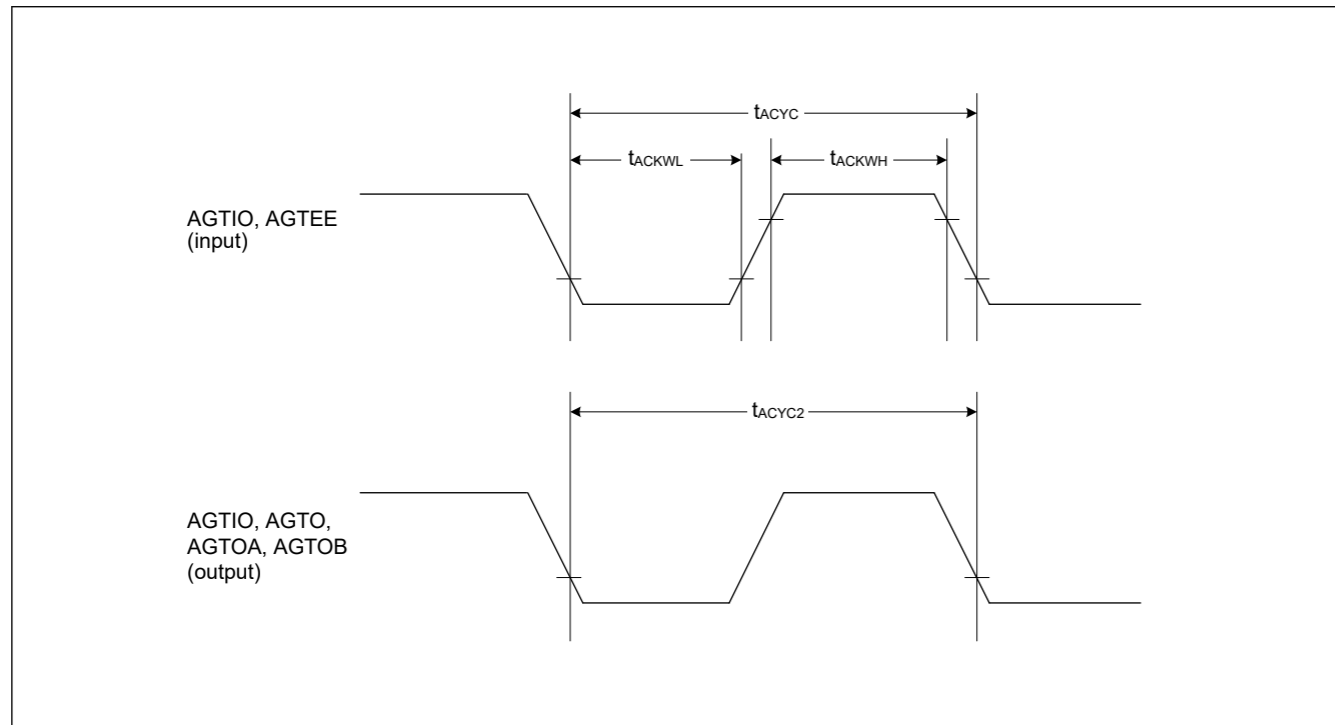 tACYC
tACKWL
tACKWH
AGTIO, AGTEE
(input)
tACYC2
AGTIO, AGTO,
AGTOA, AGTOB
(output)